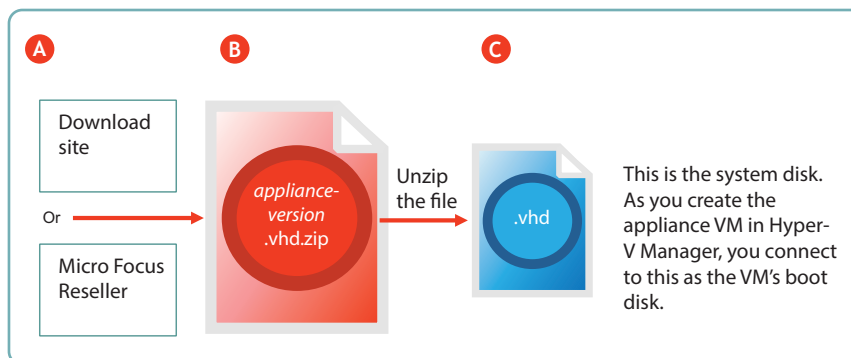 A
B
C
Download
site
Or
Micro Focus
Reseller
appliance-
version
.vhd.zip
Unzip
the file
.vhd
This is the system disk.
As you create the
appliance VM in Hyper-
V Manager, you connect
to this as the VM's boot
disk.